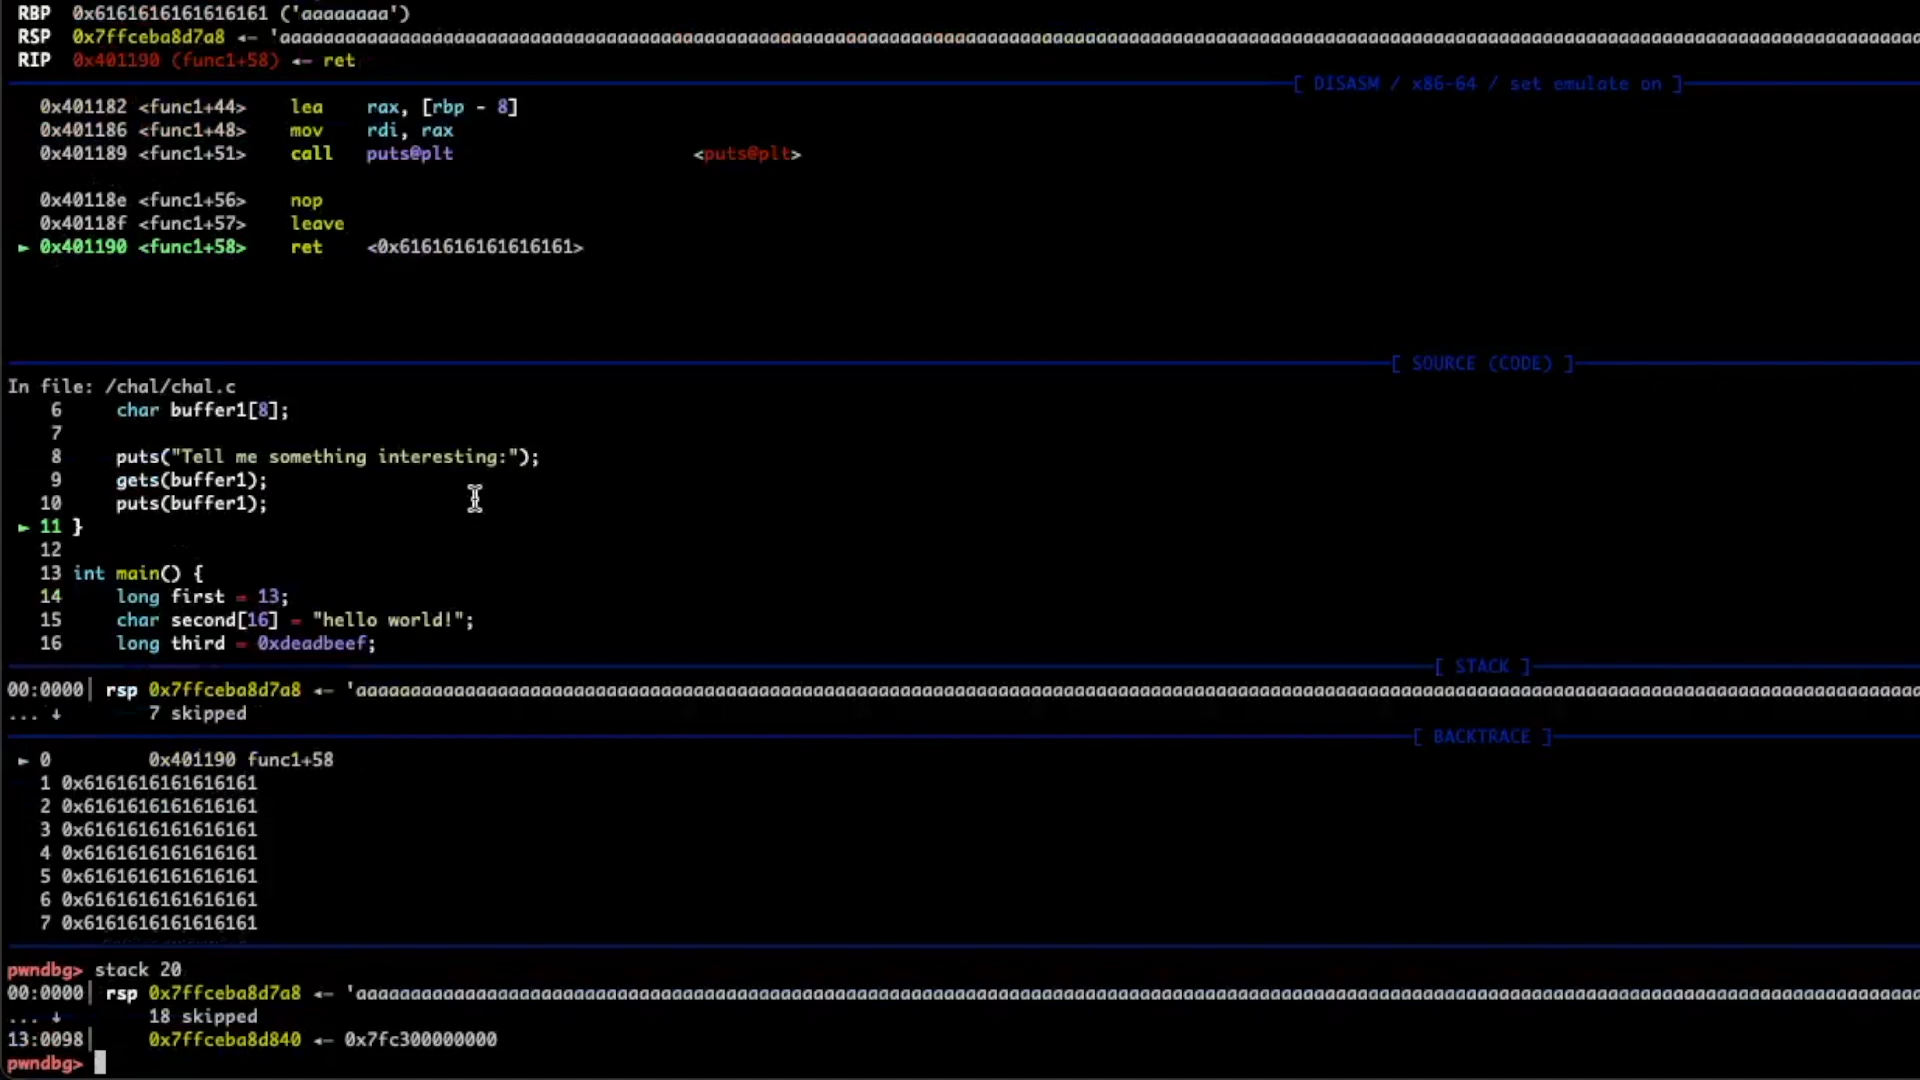 RBP 0x6161616161616161 ('aaaaaaaa')
RSP 0x7ffceba8d7a8 ◂—
RIP 0x401190 (func1+58) ◂— ret
[ DISASM / x86-64 / set emulate on ]
0x401182 <func1+44> lea rax, [rbp - 8]
0x401186 <func1+48> mov rdi, rax
0x401189 <func1+51> call puts@plt <puts@plt>
0x40118e <func1+56> nop
0x40118f <func1+57> leave
► 0x401190 <func1+58> ret <0x6161616161616161>
[ SOURCE (CODE) ]
In file: /chal/chal.c
6 char buffer1[8];
7
8 puts("Tell me something interesting:");
9 gets(buffer1);
10 puts(buffer1);
► 11 }
12
13 int main() {
14 long first = 13;
15 char second[16] = "hello world!";
16 long third = 0xdeadbeef;
[ STACK ]
00:0000│ rsp 0x7ffceba8d7a8 ◂—
... ↓ 7 skipped
[ BACKTRACE ]
► 0 0x401190 func1+58
1 0x6161616161616161
2 0x6161616161616161
3 0x6161616161616161
4 0x6161616161616161
5 0x6161616161616161
6 0x6161616161616161
7 0x6161616161616161
pwndbg> stack 20
00:0000│ rsp 0x7ffceba8d7a8 ◂—
... ↓ 18 skipped
13:0098│ 0x7ffceba8d840 ◂— 0x7fc300000000
pwndbg>